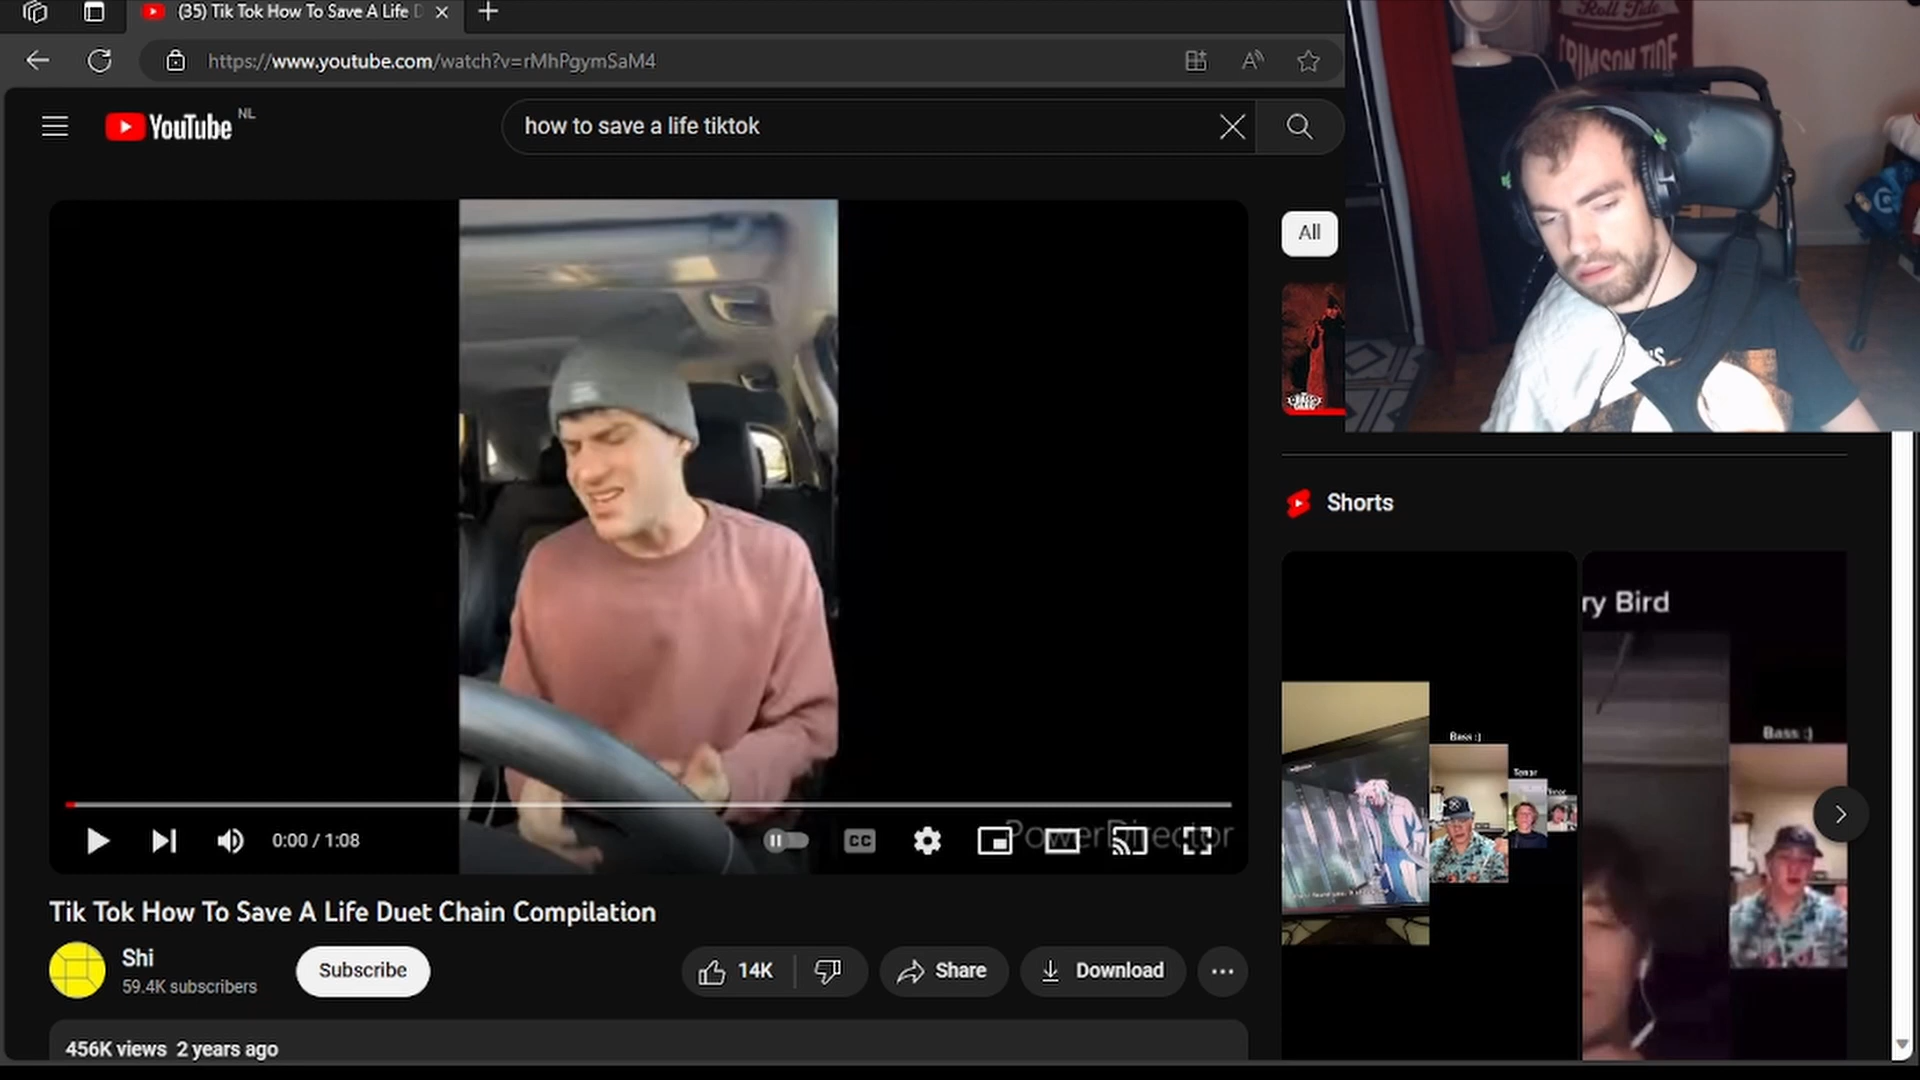 (35) Tik Tok How To Save A Life D
https://www.youtube.com/watch?v=rMhPgymSaM4
YouTube NL
how to save a life tiktok
Roll Tide
CRIMSON TIDE
All
Shorts
ry Bird
Bass :)
Bass :)
Tenor
0:00 / 1:08
CC
PowerDirector
Tik Tok How To Save A Life Duet Chain Compilation
Shi
59.4K subscribers
Subscribe
14K
Share
Download
456K views 2 years ago